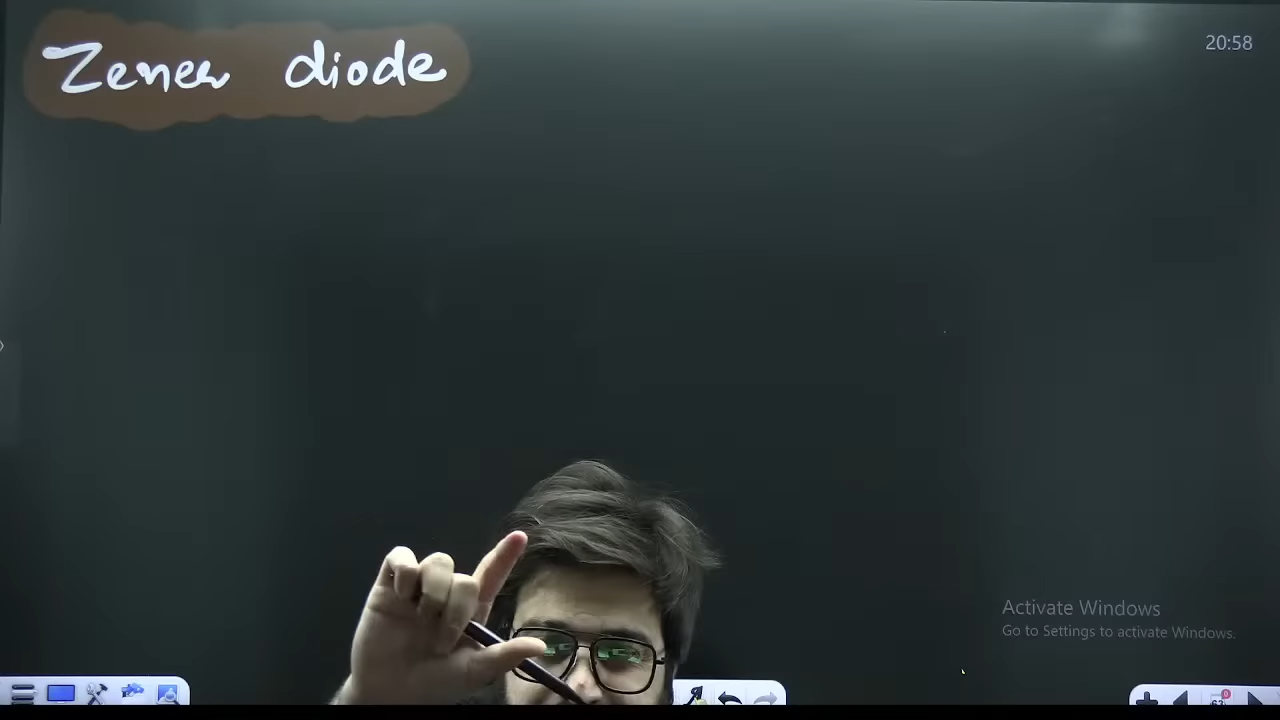 Zener diode
20:58
Activate Windows
Go to Settings to activate Windows.